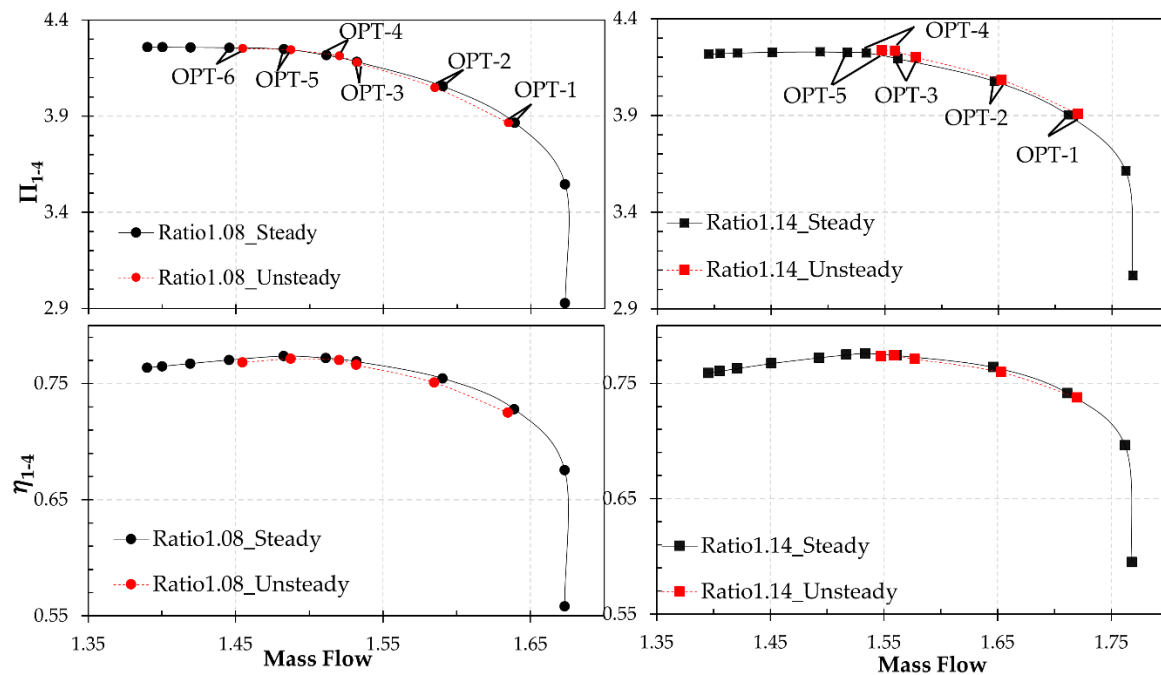 4.4
3.9
3.4
2.9
Π1-4
OPT-6
OPT-5
OPT-4
OPT-3
OPT-2
OPT-1
Ratio1.08_Steady
Ratio1.08_Unsteady
4.4
3.9
3.4
2.9
OPT-5
OPT-4
OPT-3
OPT-2
OPT-1
Ratio1.14_Steady
Ratio1.14_Unsteady
0.75
0.65
0.55
η1-4
Ratio1.08_Steady
Ratio1.08_Unsteady
1.35 1.45 1.55 1.65
Mass Flow
0.75
0.65
0.55
Ratio1.14_Steady
Ratio1.14_Unsteady
1.35 1.45 1.55 1.65 1.75
Mass Flow